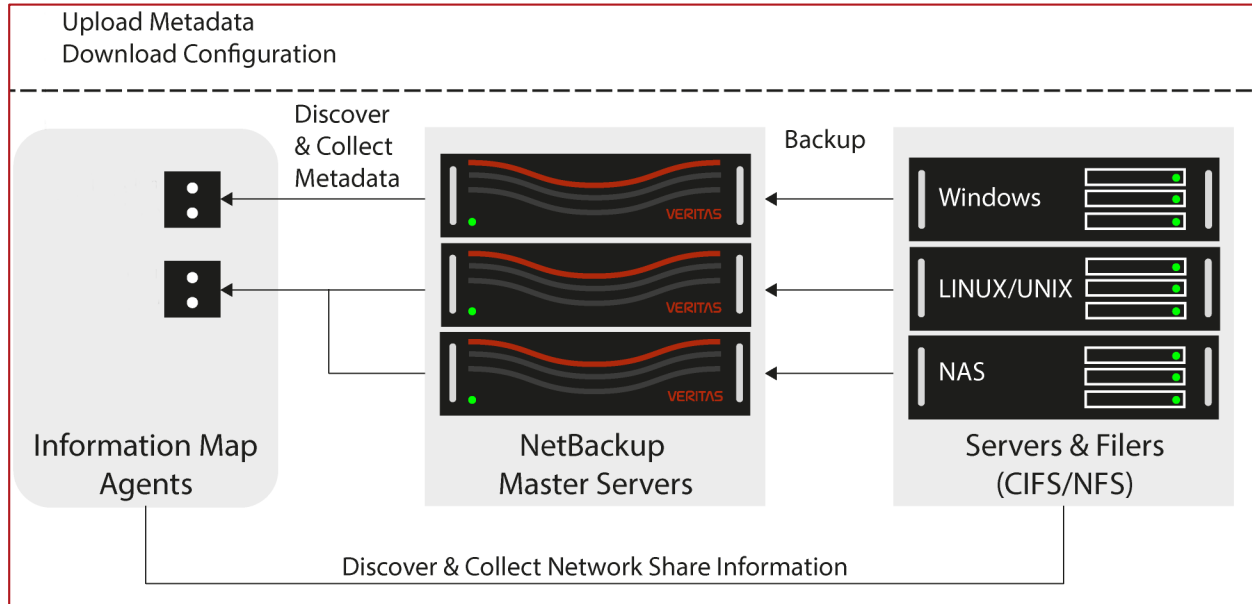 Upload Metadata
Download Configuration
Discover
& Collect
Metadata
Backup
VERITAS
VERITAS
VERITAS
Windows
LINUX/UNIX
NAS
Information Map
Agents
NetBackup
Master Servers
Servers & Filers
(CIFS/NFS)
Discover & Collect Network Share Information